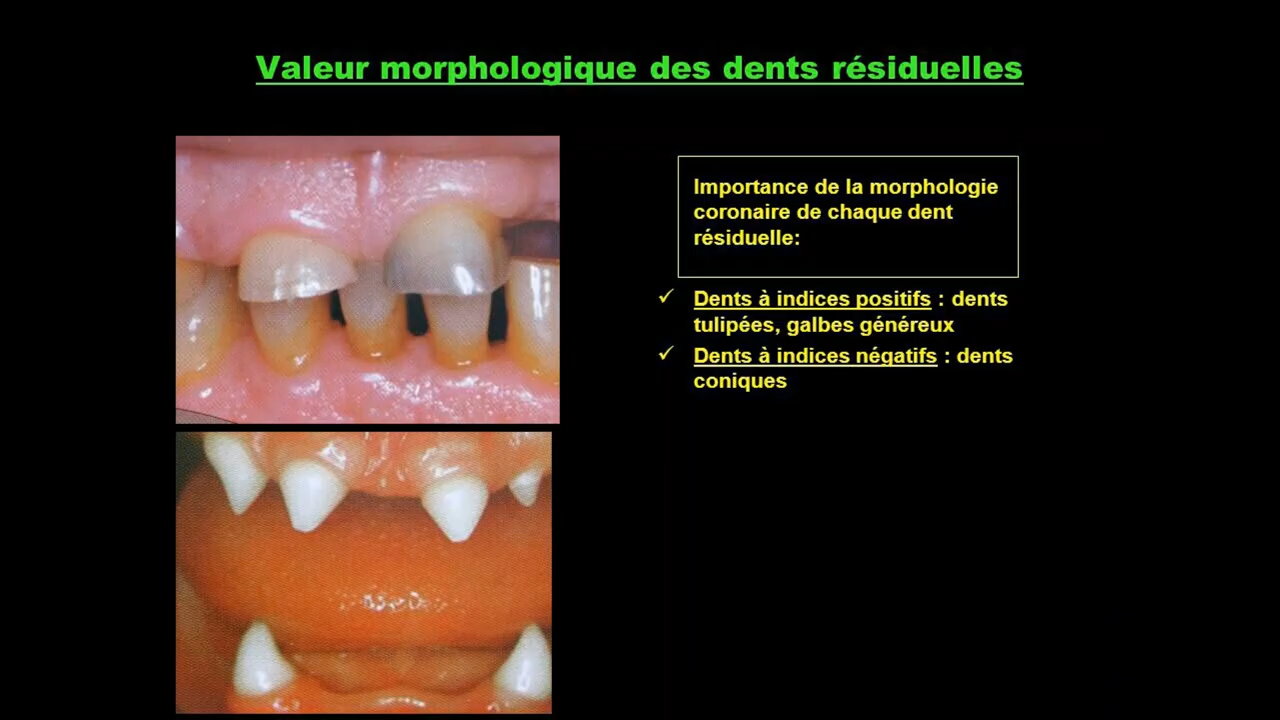 Valeur morphologique des dents résiduelles
Importance de la morphologie
coronaire de chaque dent
résiduelle:
✓ Dents à indices positifs : dents
tulipées, galbes généreux
✓ Dents à indices négatifs : dents
coniques